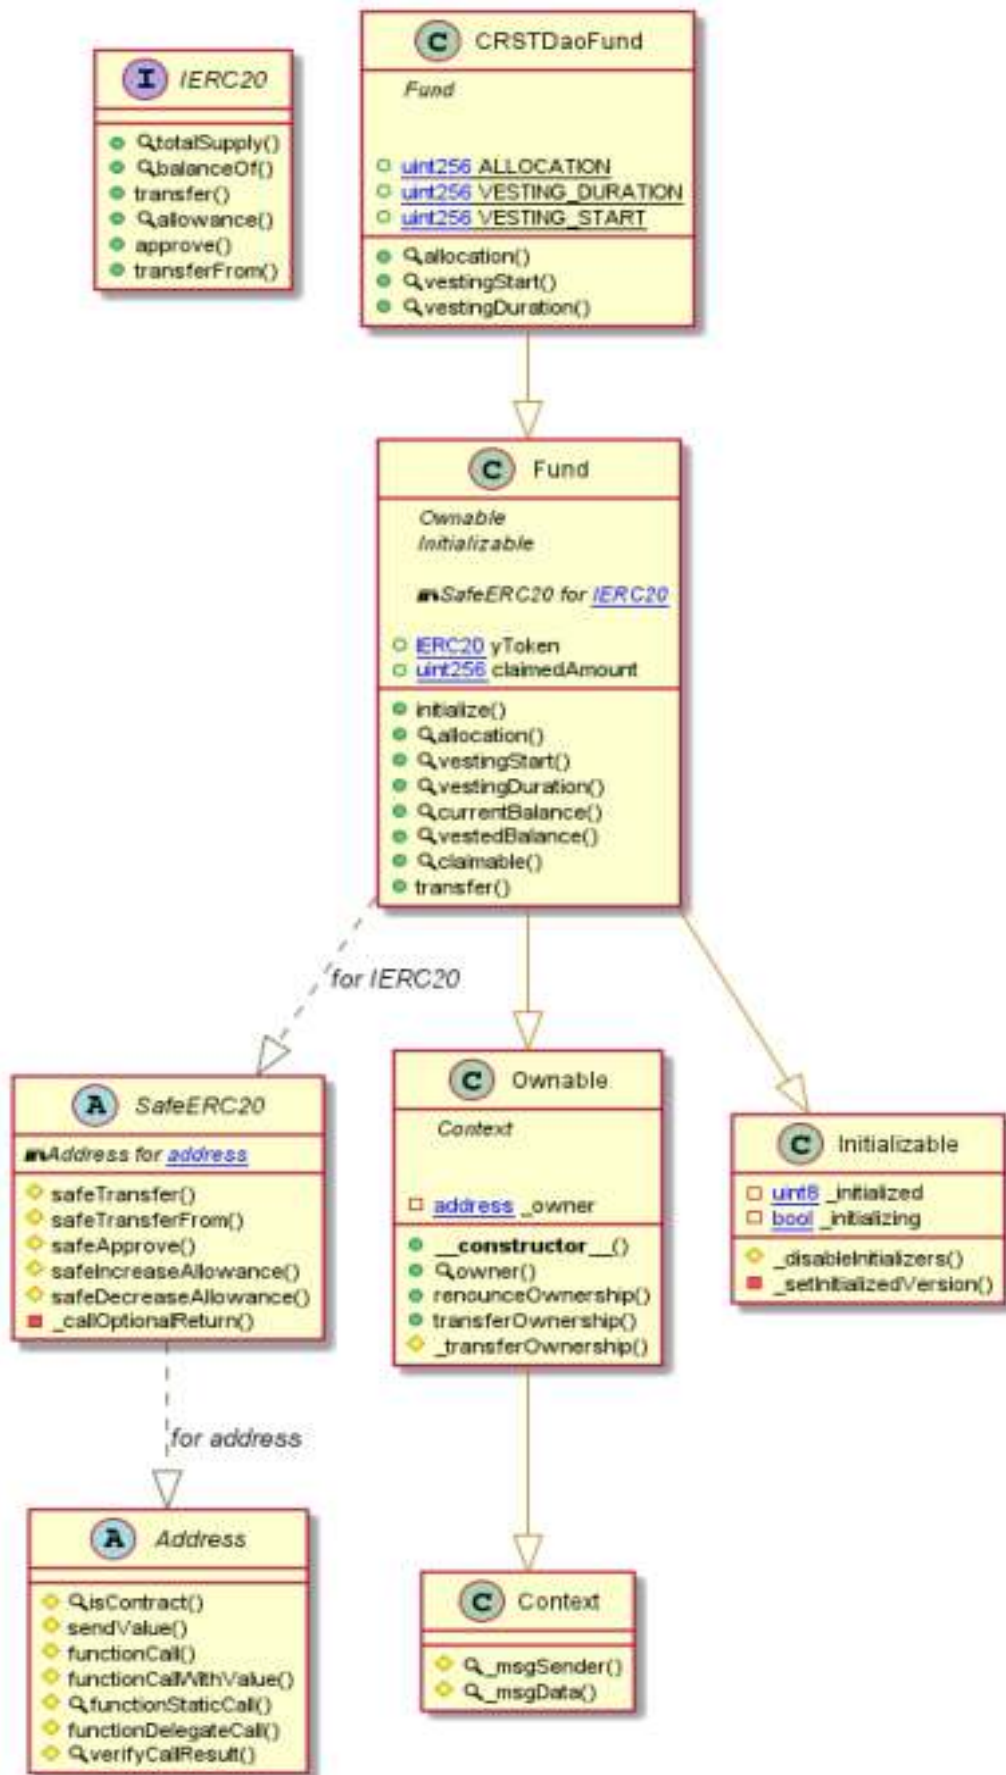 I IERC20
totalSupply()
balanceOf()
transfer()
allowance()
approve()
transferFrom()
C CRSTDaoFund
Fund
uint256 ALLOCATION
uint256 VESTING_DURATION
uint256 VESTING_START
allocation()
vestingStart()
vestingDuration()
C Fund
Ownable
Initializable
SafeERC20 for IERC20
IERC20 yToken
uint256 claimedAmount
initialize()
allocation()
vestingStart()
vestingDuration()
currentBalance()
vestedBalance()
claimable()
transfer()
for IERC20
A SafeERC20
Address for address
safeTransfer()
safeTransferFrom()
safeApprove()
safeIncreaseAllowance()
safeDecreaseAllowance()
_callOptionalReturn()
C Ownable
Context
address _owner
__constructor__()
owner()
renounceOwnership()
transferOwnership()
_transferOwnership()
C Initializable
uint8 _initialized
bool _initializing
_disableInitializers()
_setInitializedVersion()
for address
A Address
isContract()
sendValue()
functionCall()
functionCallWithValue()
functionStaticCall()
functionDelegateCall()
verifyCallResult()
C Context
_msgSender()
_msgData()